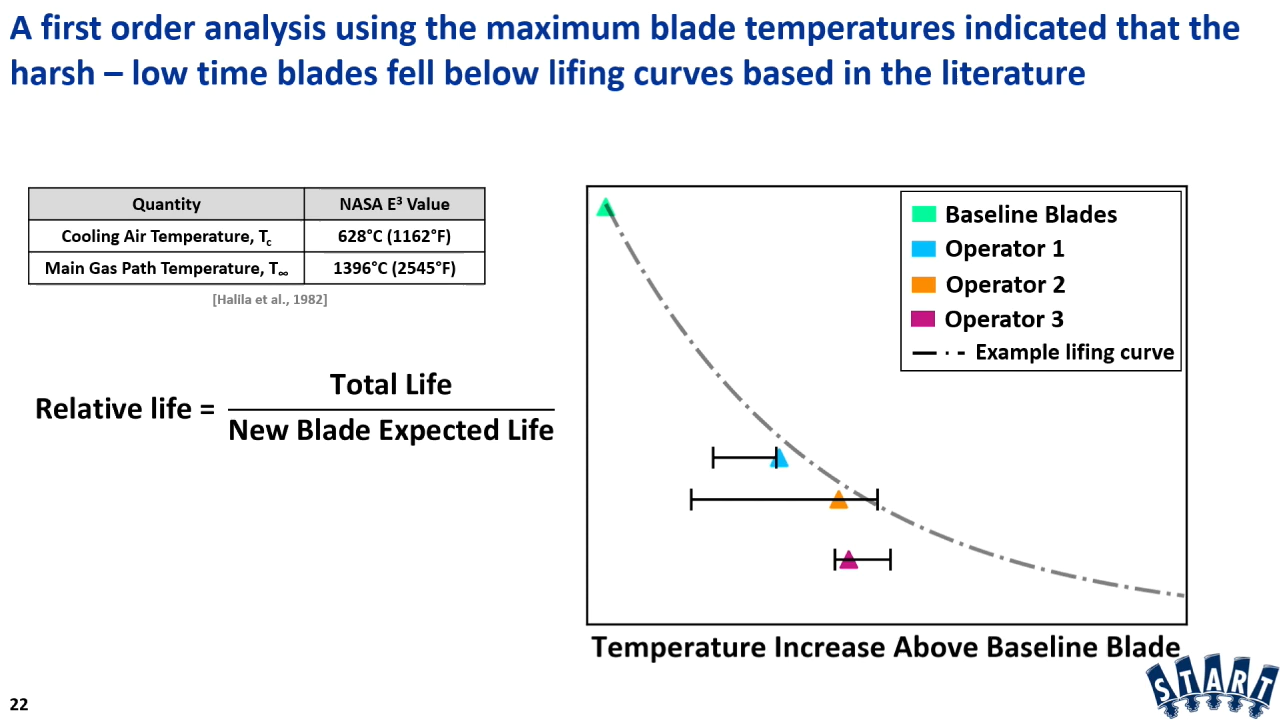 A first order analysis using the maximum blade temperatures indicated that the
harsh – low time blades fell below lifing curves based in the literature
Quantity NASA E³ Value
Cooling Air Temperature, Tc 628°C (1162°F)
Main Gas Path Temperature, T∞ 1396°C (2545°F)
[Halila et al., 1982]
Relative life = Total Life
New Blade Expected Life
Baseline Blades
Operator 1
Operator 2
Operator 3
Example lifing curve
Temperature Increase Above Baseline Blade
START
22